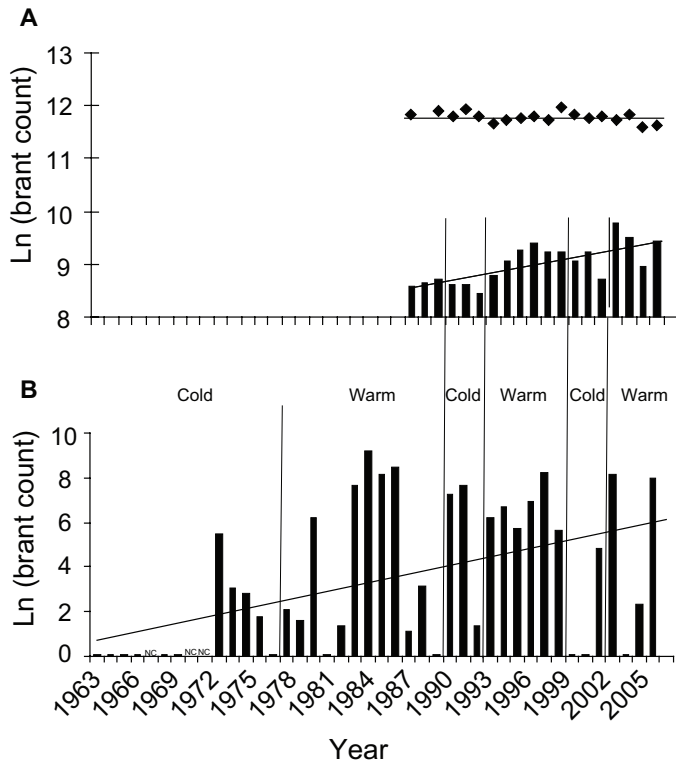 A
Ln (brant count)
13
12
11
10
9
8
B
Cold Warm Cold Warm Cold Warm
Ln (brant count)
10
8
6
4
2
0
NC NC NC
1963 1966 1969 1972 1975 1978 1981 1984 1987 1990 1993 1996 1999 2002 2005
Year